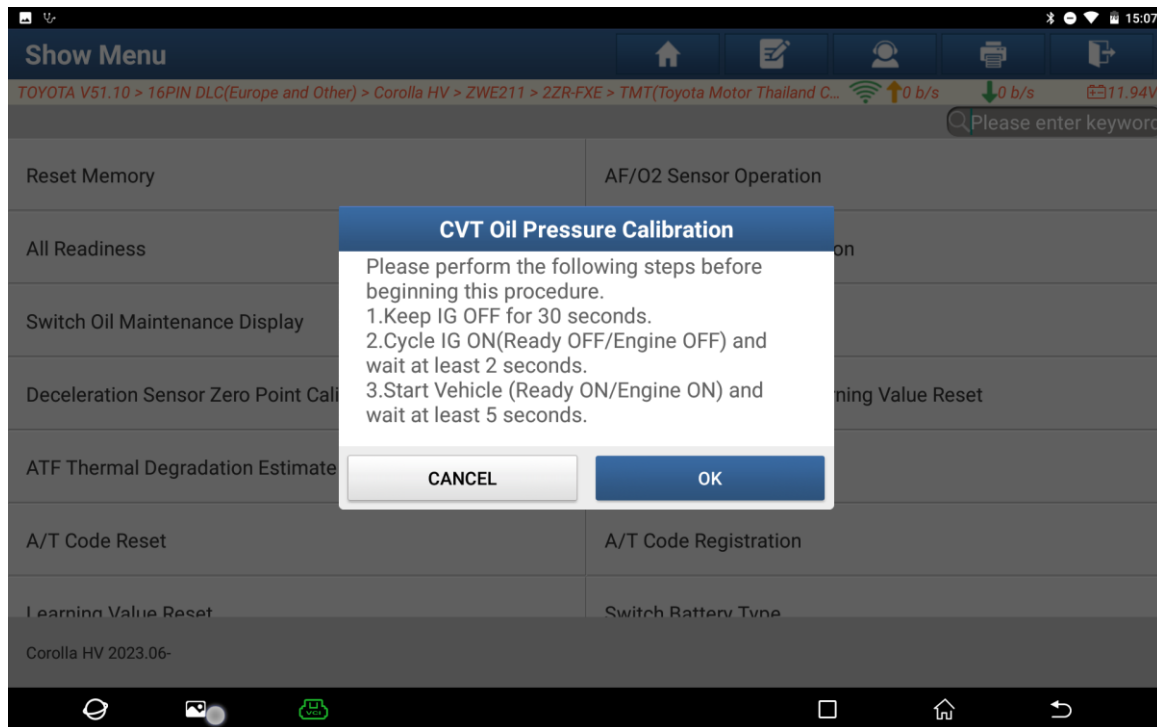 15:07
Show Menu
TOYOTA V51.10 > 16PIN DLC(Europe and Other) > Corolla HV > ZWE211 > 2ZR-FXE > TMT(Toyota Motor Thailand C... 0 b/s 0 b/s 11.94V
Please enter keyword
Reset Memory
AF/O2 Sensor Operation
CVT Oil Pressure Calibration
All Readiness
on
Please perform the following steps before
beginning this procedure.
1.Keep IG OFF for 30 seconds.
2.Cycle IG ON(Ready OFF/Engine OFF) and
wait at least 2 seconds.
3.Start Vehicle (Ready ON/Engine ON) and
wait at least 5 seconds.
Switch Oil Maintenance Display
Deceleration Sensor Zero Point Cali
ning Value Reset
ATF Thermal Degradation Estimate
CANCEL
OK
A/T Code Reset
A/T Code Registration
Learning Value Reset
Switch Battery Type
Corolla HV 2023.06-
VCI